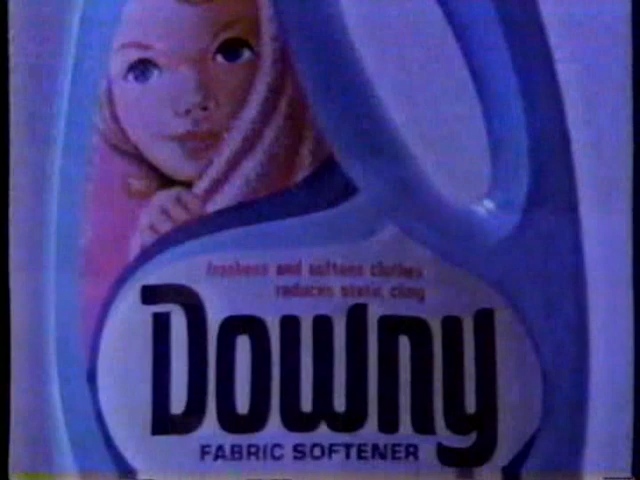 freshens and softens clothes
reduces static cling
Downy
FABRIC SOFTENER